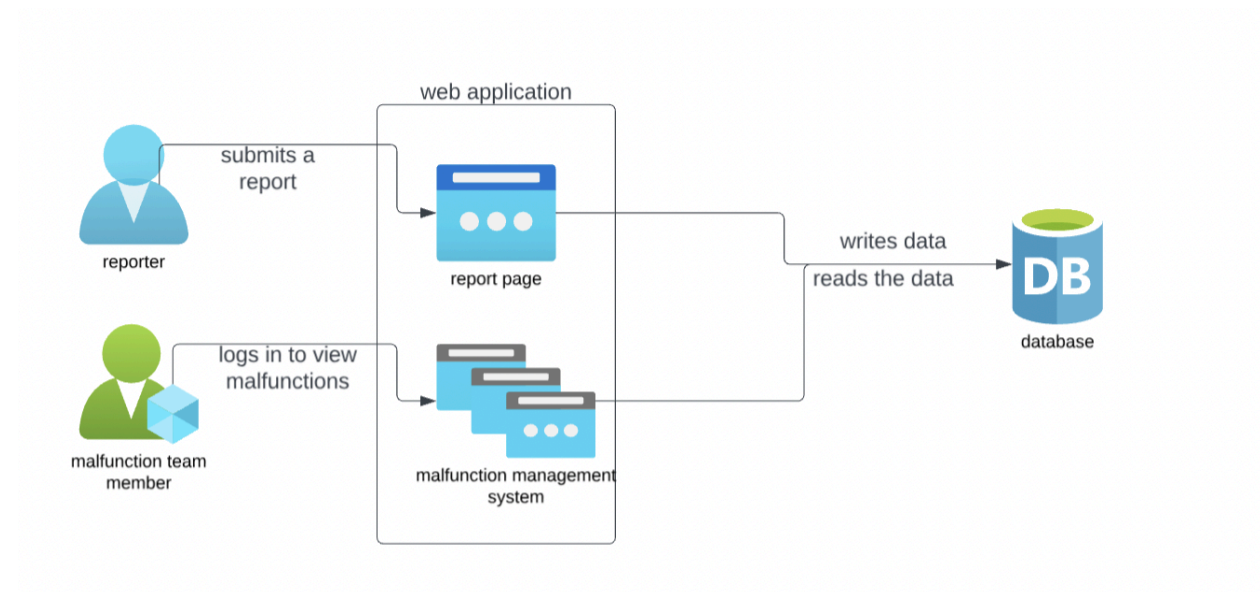 web application
submits a
report
reporter
report page
writes data
reads the data
DB
database
logs in to view
malfunctions
malfunction team
member
malfunction management
system